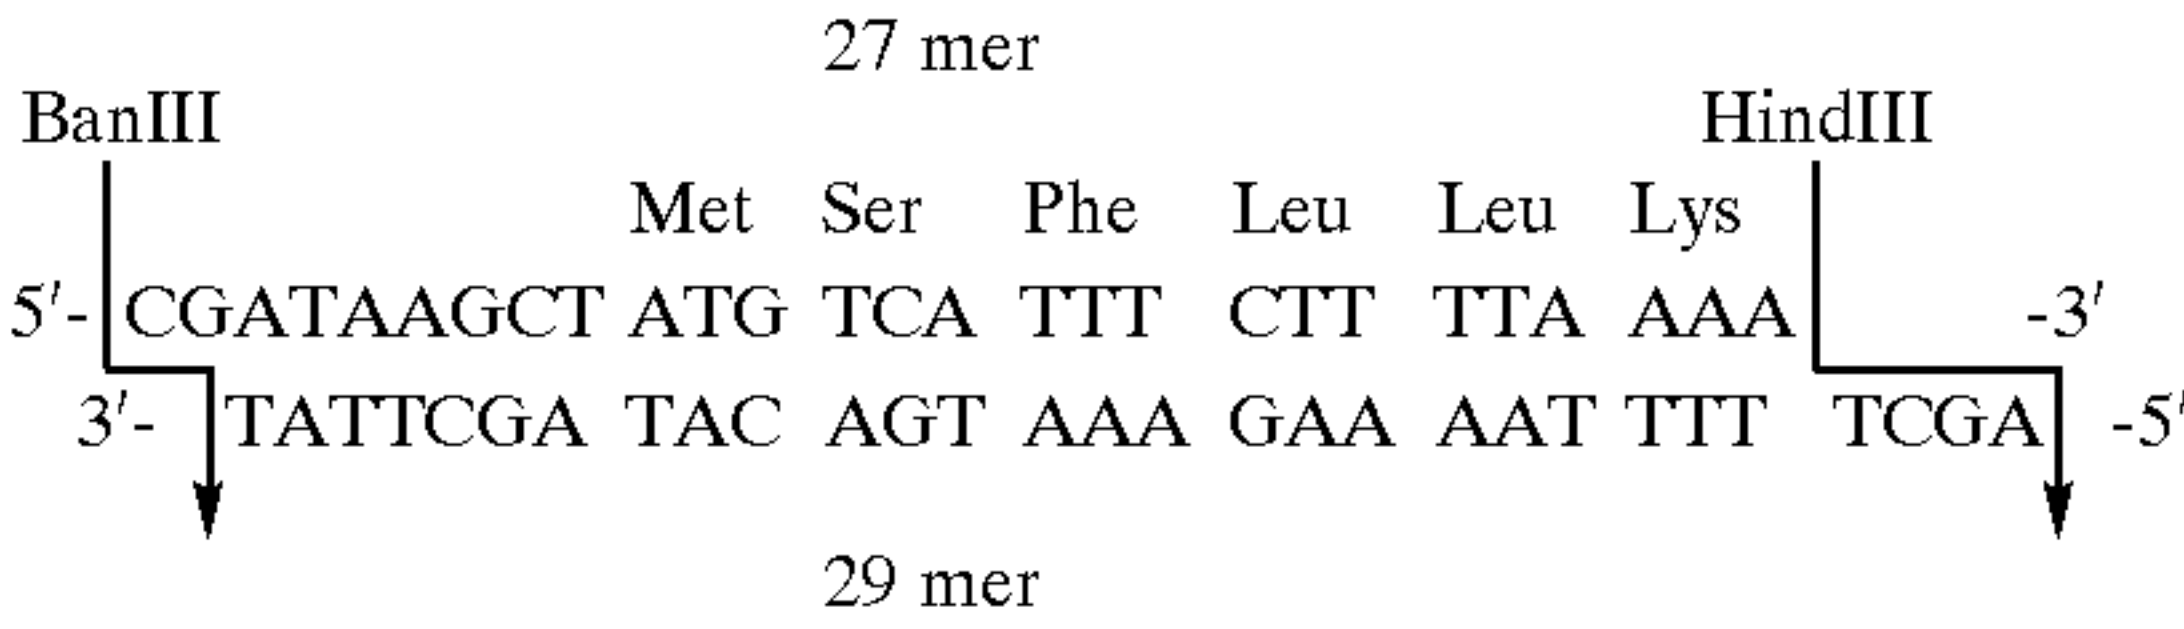 27 mer
BanIII HindIII
Met Ser Phe Leu Leu Lys
5′- CGATAAGCT ATG TCA TTT CTT TTA AAA -3′
3′- TATTCGA TAC AGT AAA GAAA AAT TTT TCGA -5′
29 mer